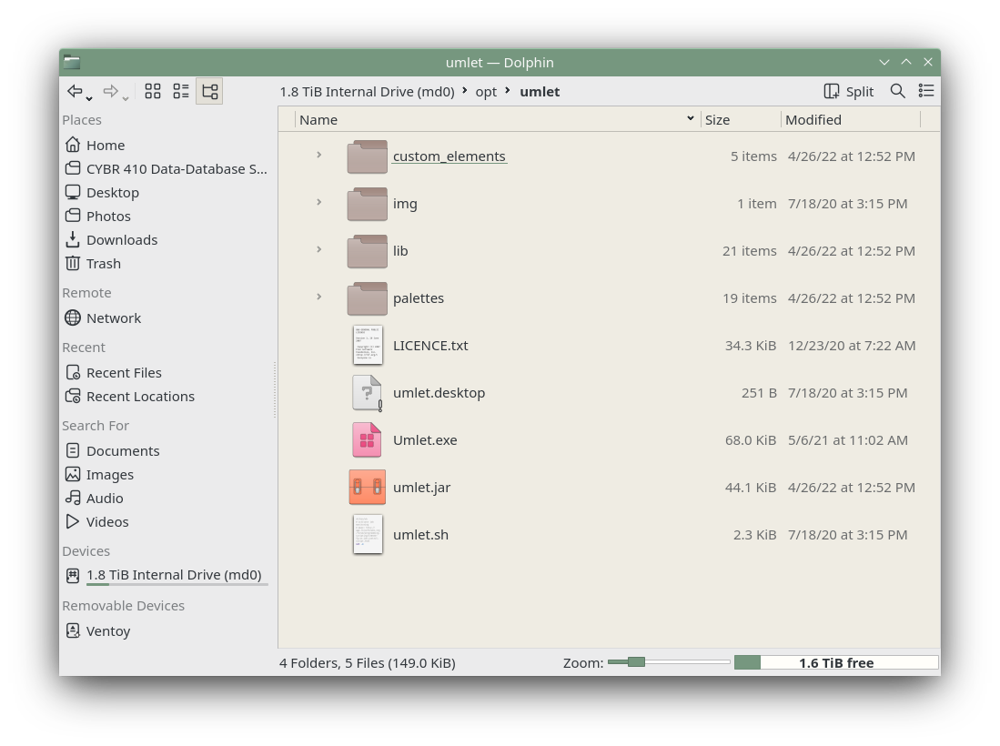 umlet — Dolphin
1.8 TiB Internal Drive (md0) opt umlet Split
Places
Home
CYBR 410 Data-Database S...
Desktop
Photos
Downloads
Trash
Remote
Network
Recent
Recent Files
Recent Locations
Search For
Documents
Images
Audio
Videos
Devices
1.8 TiB Internal Drive (md0)
Removable Devices
Ventoy
Name Size Modified
custom_elements 5 items 4/26/22 at 12:52 PM
img 1 item 7/18/20 at 3:15 PM
lib 21 items 4/26/22 at 12:52 PM
palettes 19 items 4/26/22 at 12:52 PM
LICENCE.txt 34.3 KiB 12/23/20 at 7:22 AM
umlet.desktop 251 B 7/18/20 at 3:15 PM
Umlet.exe 68.0 KiB 5/6/21 at 11:02 AM
umlet.jar 44.1 KiB 4/26/22 at 12:52 PM
umlet.sh 2.3 KiB 7/18/20 at 3:15 PM
4 Folders, 5 Files (149.0 KiB) Zoom: 1.6 TiB free